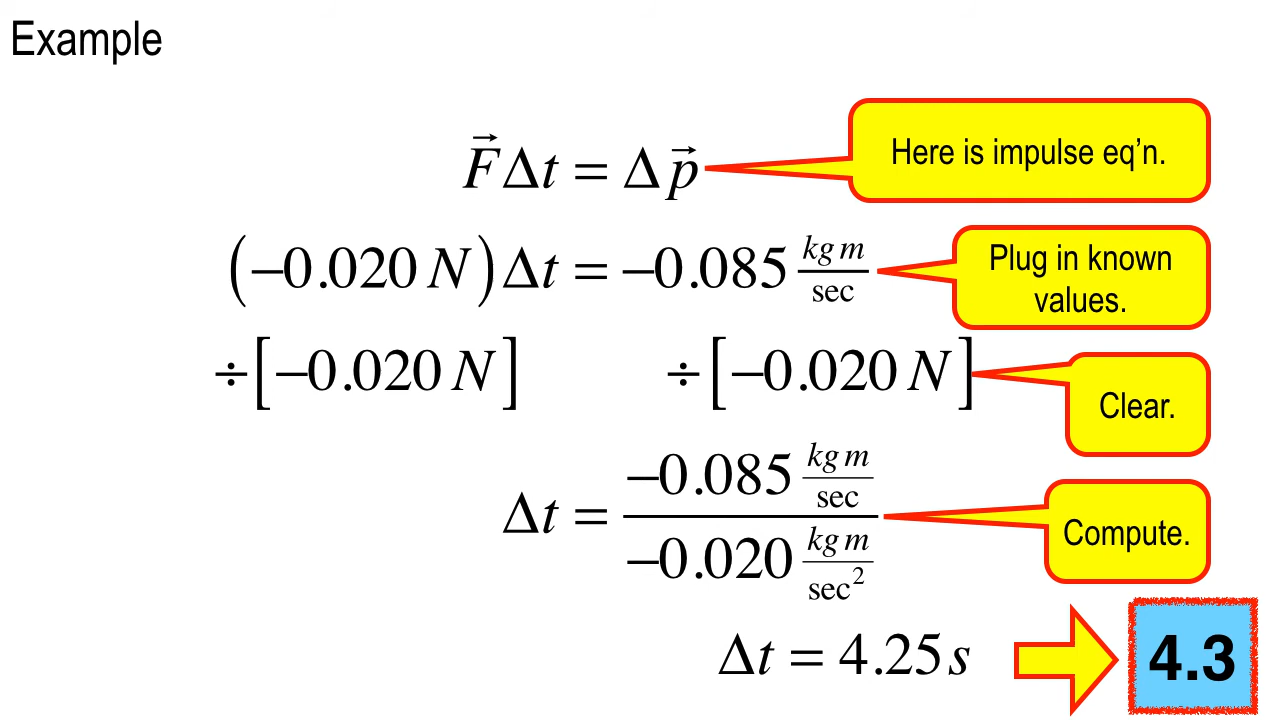 Example
F⃗Δt = Δp⃗
Here is impulse eq’n.
(−0.020 N)Δt = −0.085 kg m/sec
Plug in known
values.
÷[−0.020 N] ÷[−0.020 N]
Clear.
Δt = −0.085 kg m/sec / −0.020 kg m/sec²
Compute.
Δt = 4.25 s
4.3